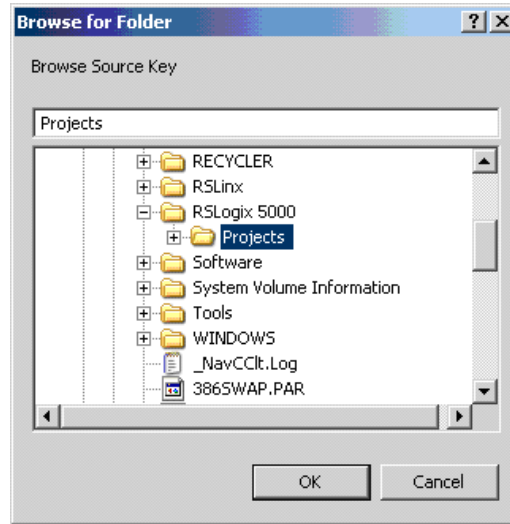 Browse for Folder
Browse Source Key
Projects
RECYCLER
RSLinx
RSLogix 5000
Projects
Software
System Volume Information
Tools
WINDOWS
_NavCClt.Log
386SWAP.PAR
OK Cancel